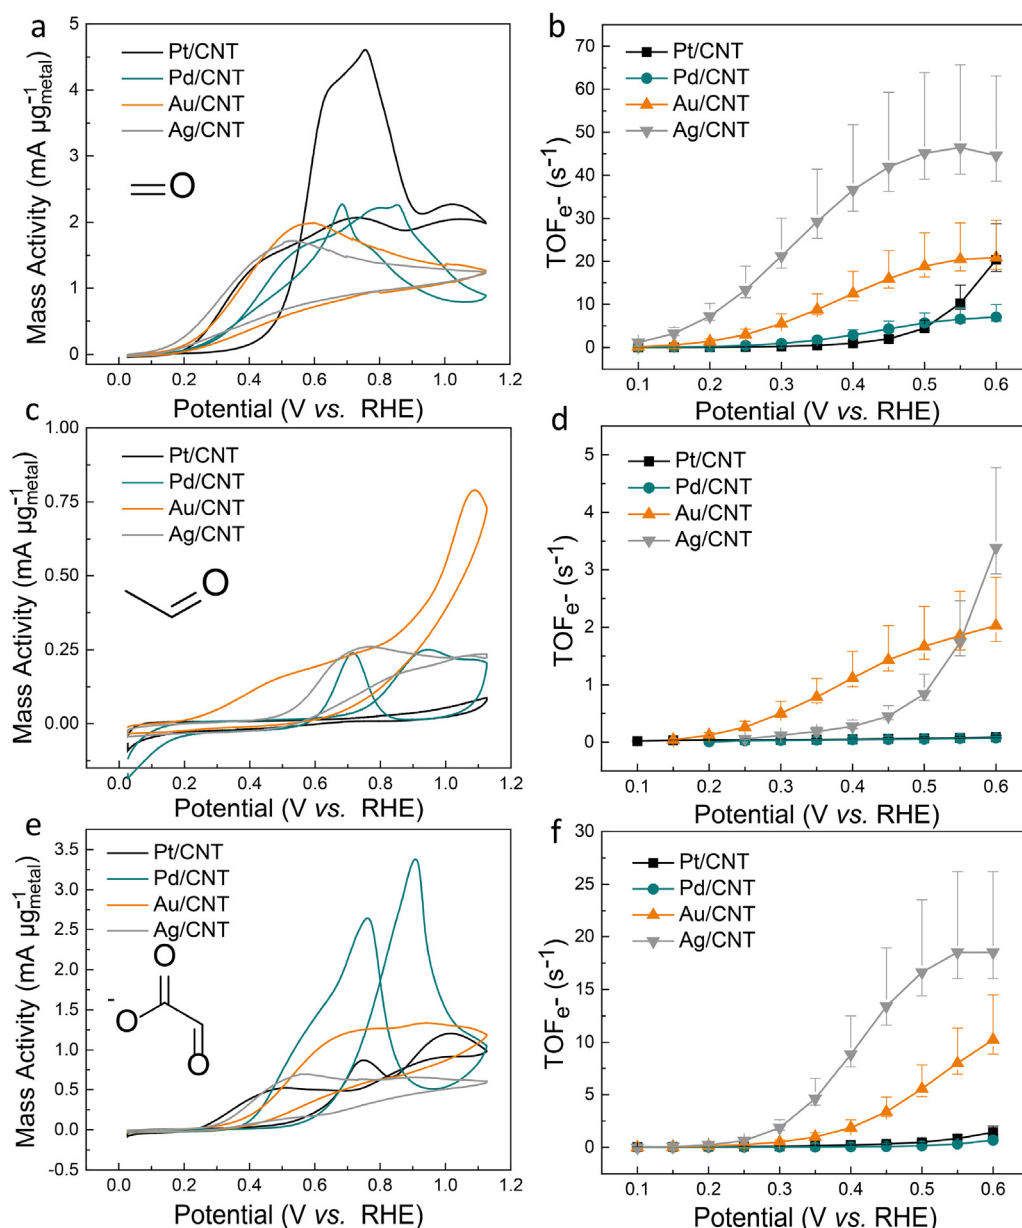 a
Mass Activity (mA μg⁻¹metal)
5
4
3
2
1
0
Pt/CNT
Pd/CNT
Au/CNT
Ag/CNT
O
0.0 0.2 0.4 0.6 0.8 1.0 1.2
Potential (V vs. RHE)
b
TOFe- (s⁻¹)
70
60
50
40
30
20
10
0
Pt/CNT
Pd/CNT
Au/CNT
Ag/CNT
0.1 0.2 0.3 0.4 0.5 0.6
Potential (V vs. RHE)
c
Mass Activity (mA μg⁻¹metal)
1.00
0.75
0.50
0.25
0.00
Pt/CNT
Pd/CNT
Au/CNT
Ag/CNT
O
0.0 0.2 0.4 0.6 0.8 1.0 1.2
Potential (V vs. RHE)
d
TOFe- (s⁻¹)
5
4
3
2
1
0
Pt/CNT
Pd/CNT
Au/CNT
Ag/CNT
0.1 0.2 0.3 0.4 0.5 0.6
Potential (V vs. RHE)
e
Mass Activity (mA μg⁻¹metal)
3.5
3.0
2.5
2.0
1.5
1.0
0.5
0.0
-0.5
Pt/CNT
Pd/CNT
Au/CNT
Ag/CNT
O
-
O
O
0.0 0.2 0.4 0.6 0.8 1.0 1.2
Potential (V vs. RHE)
f
TOFe- (s⁻¹)
30
25
20
15
10
5
0
Pt/CNT
Pd/CNT
Au/CNT
Ag/CNT
0.1 0.2 0.3 0.4 0.5 0.6
Potential (V vs. RHE)